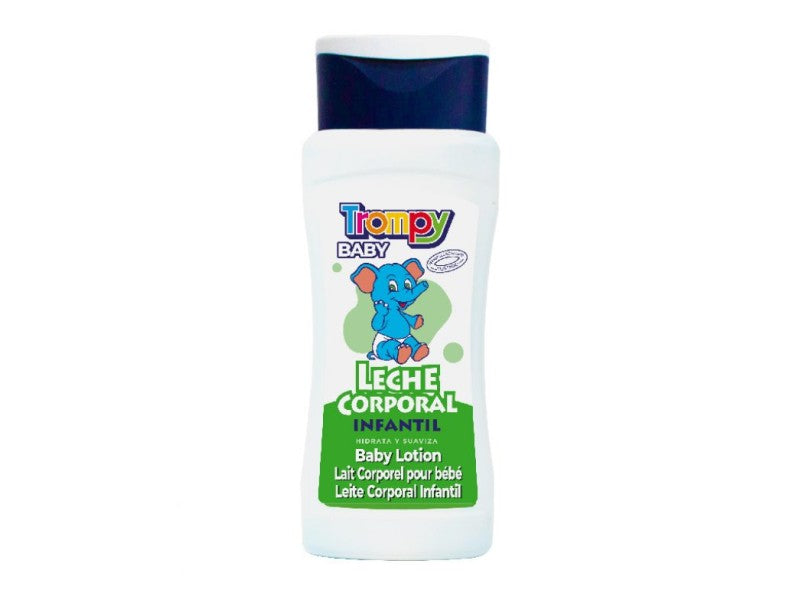 Trompy
BABY
LECHE
CORPORAL
INFANTIL
HIDRATA Y SUAVIZA
Baby Lotion
Lait Corporel pour bébé
Leite Corporal Infantil